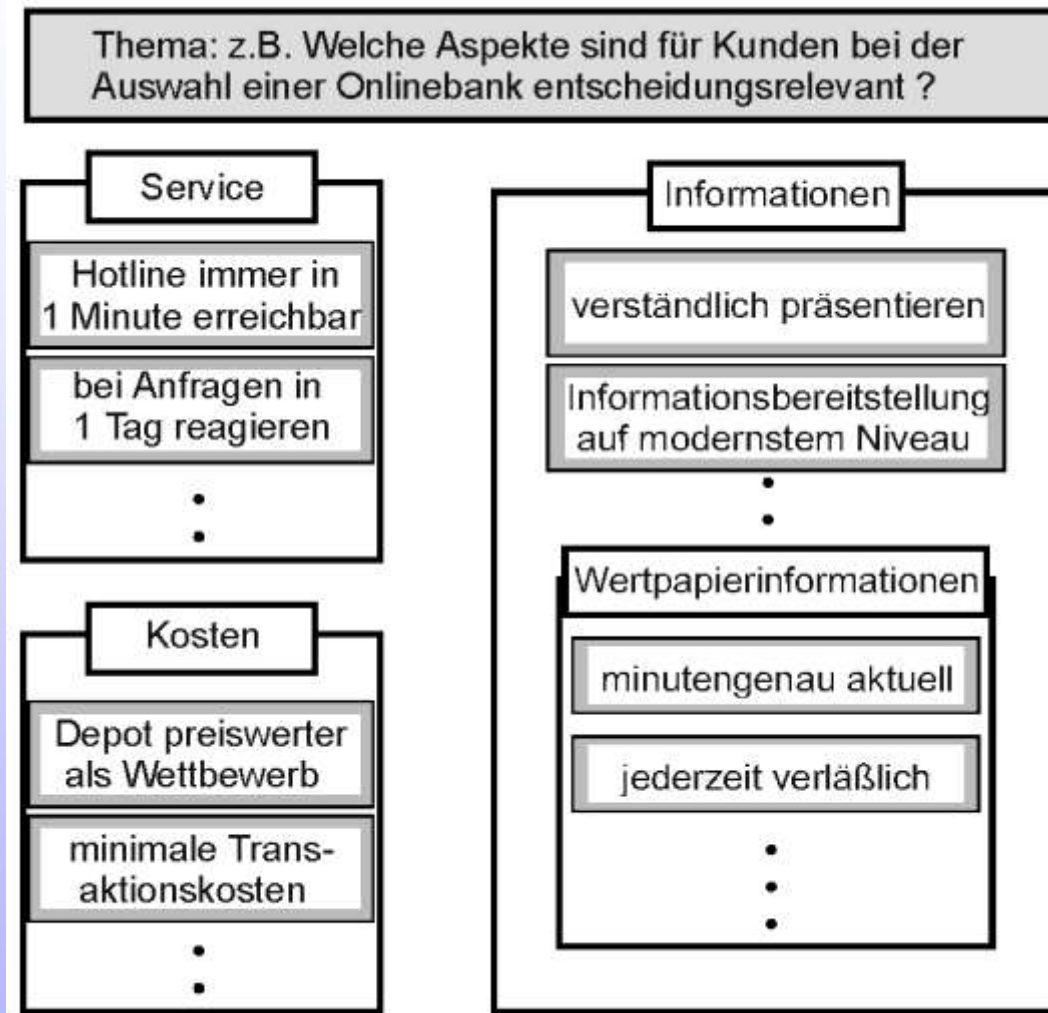 Thema: z.B. Welche Aspekte sind für Kunden bei der
Auswahl einer Onlinebank entscheidungsrelevant ?
Service
Hotline immer in
1 Minute erreichbar
bei Anfragen in
1 Tag reagieren
Kosten
Depot preiswerter
als Wettbewerb
minimale Trans-
aktionskosten
Informationen
verständlich präsentieren
Informationsbereitstellung
auf modernstem Niveau
Wertpapierinformationen
minutengenau aktuell
jederzeit verläßlich